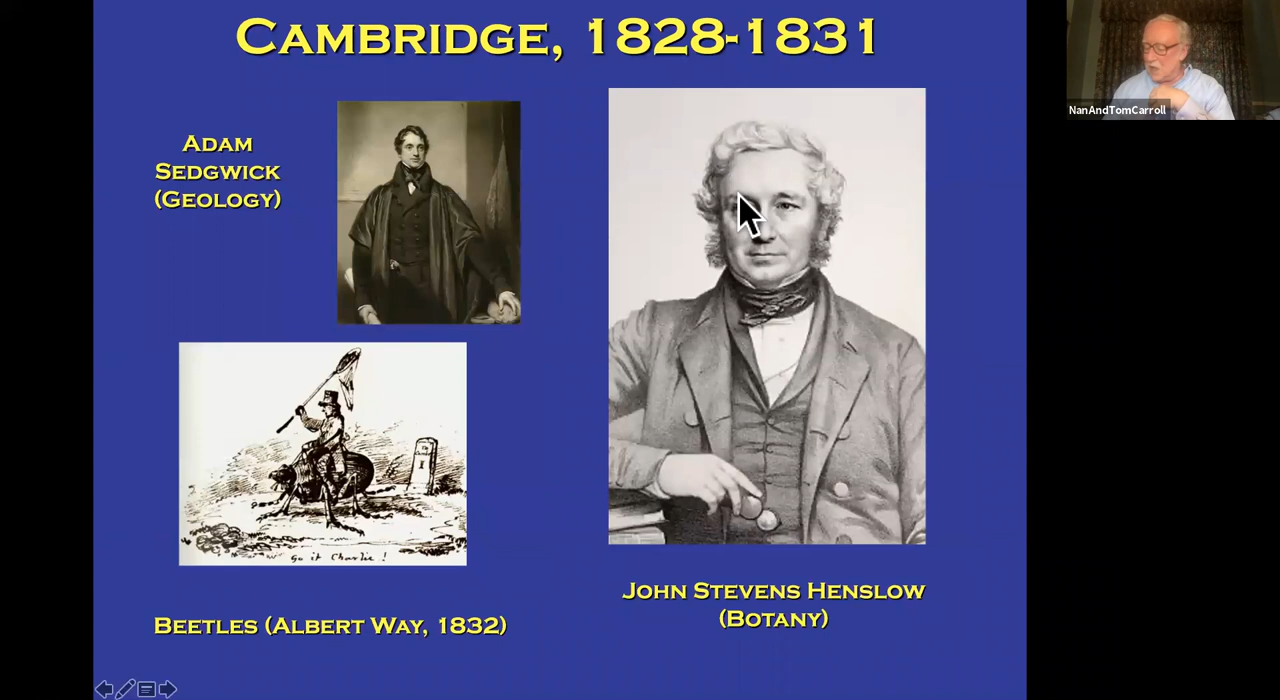 CAMBRIDGE, 1828-1831
ADAM
SEDGWICK
(GEOLOGY)
Go it Charlie!
BEETLES (ALBERT WAY, 1832)
JOHN STEVENS HENSLOW
(BOTANY)
NanAndTomCarroll